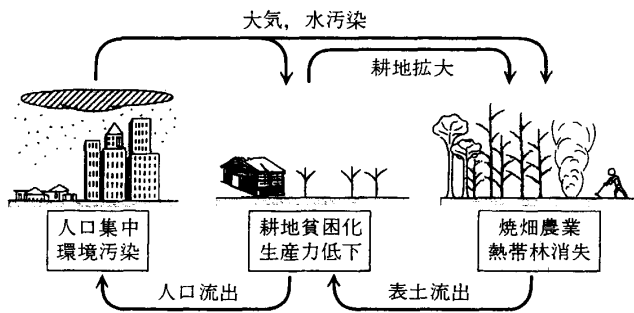 大気，水汚染
耕地拡大
人口集中
環境汚染
耕地貧困化
生産力低下
焼畑農業
熱帯林消失
人口流出
表土流出